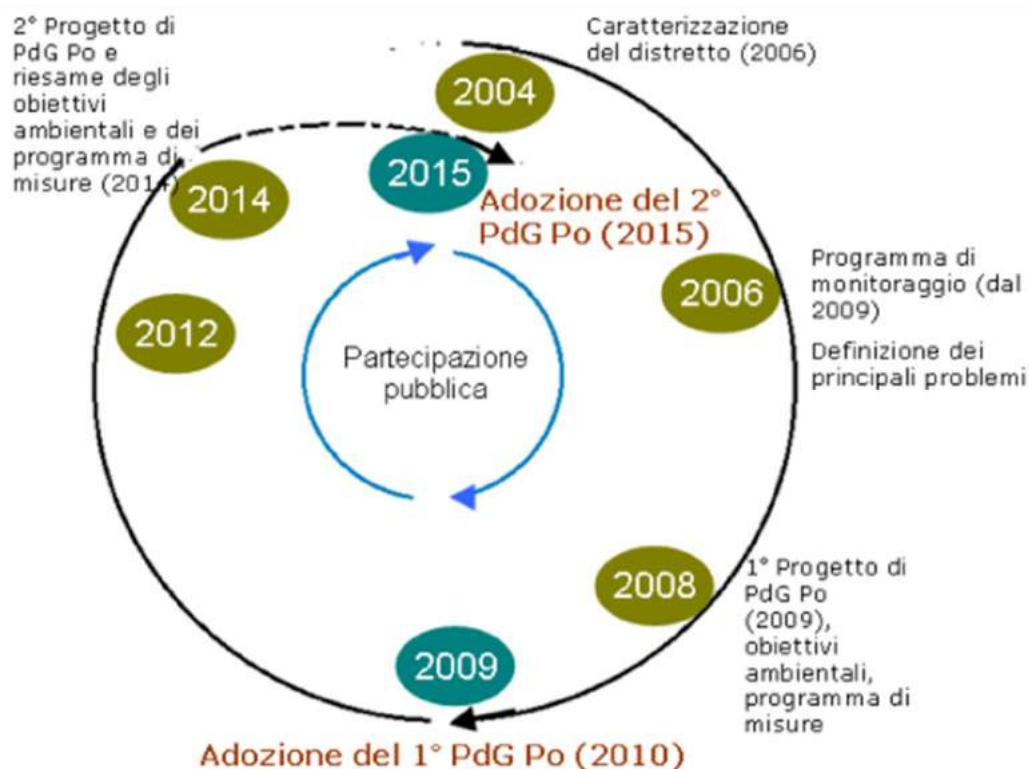 2° Progetto di
PdG Po e
riesame degli
obiettivi
ambientali e dei
programma di
misure (2014)
Caratterizzazione
del distretto (2006)
2004
2015
2014
Adozione del 2°
PdG Po (2015)
2006
Programma di
monitoraggio (dal
2009)
Definizione dei
principali problemi
2012
Partecipazione
pubblica
2008
1° Progetto di
PdG Po
(2009),
obiettivi
ambientali,
programma di
misure
2009
Adozione del 1° PdG Po (2010)